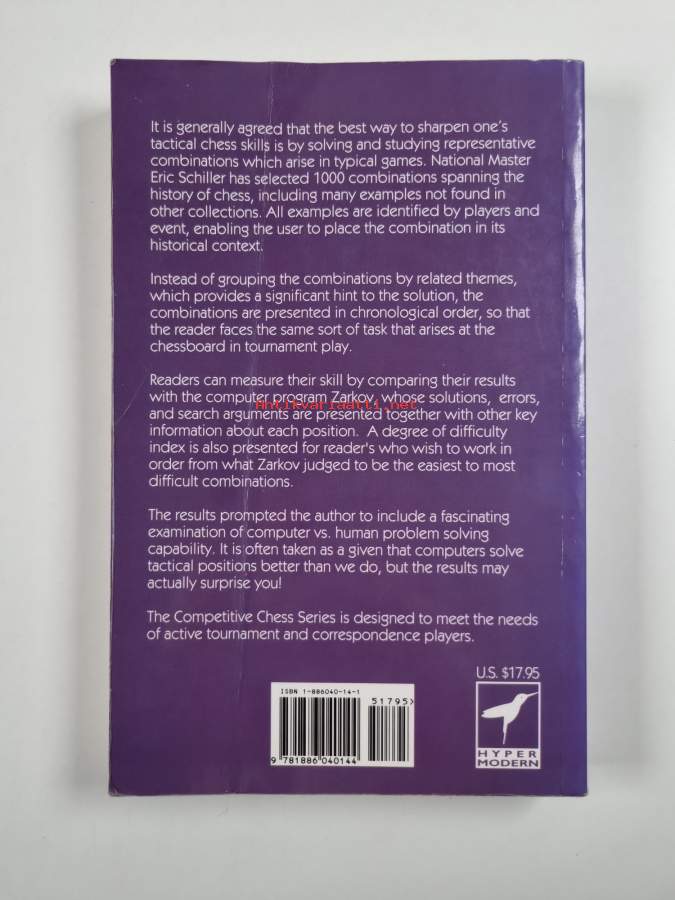 It is generally agreed that the best way to sharpen one's
tactical chess skills is by solving and studying representative
combinations which arise in typical games. National Master
Eric Schiller has selected 1000 combinations spanning the
history of chess, including many examples not found in
other collections. All examples are identified by players and
event, enabling the user to place the combination in its
historical context.
Instead of grouping the combinations by related themes,
which provides a significant hint to the solution, the
combinations are presented in chronological order, so that
the reader faces the same sort of task that arises at the
chessboard in tournament play.
Readers can measure their skill by comparing their results
with the computer program Zarkov, whose solutions, errors,
Antikvariaatti.net
and search arguments are presented together with other key
information about each position. A degree of difficulty
index is also presented for reader's who wish to work in
order from what Zarkov judged to be the easiest to most
difficult combinations.
The results prompted the author to include a fascinating
examination of computer vs. human problem solving
capability. It is often taken as a given that computers solve
tactical positions better than we do, but the results may
actually surprise you!
The Competitive Chess Series is designed to meet the needs
of active tournament and correspondence players.
U.S. $17.95
ISBN 1-886040-14-1
51795>
9 781886 040144
HYPER
MODERN